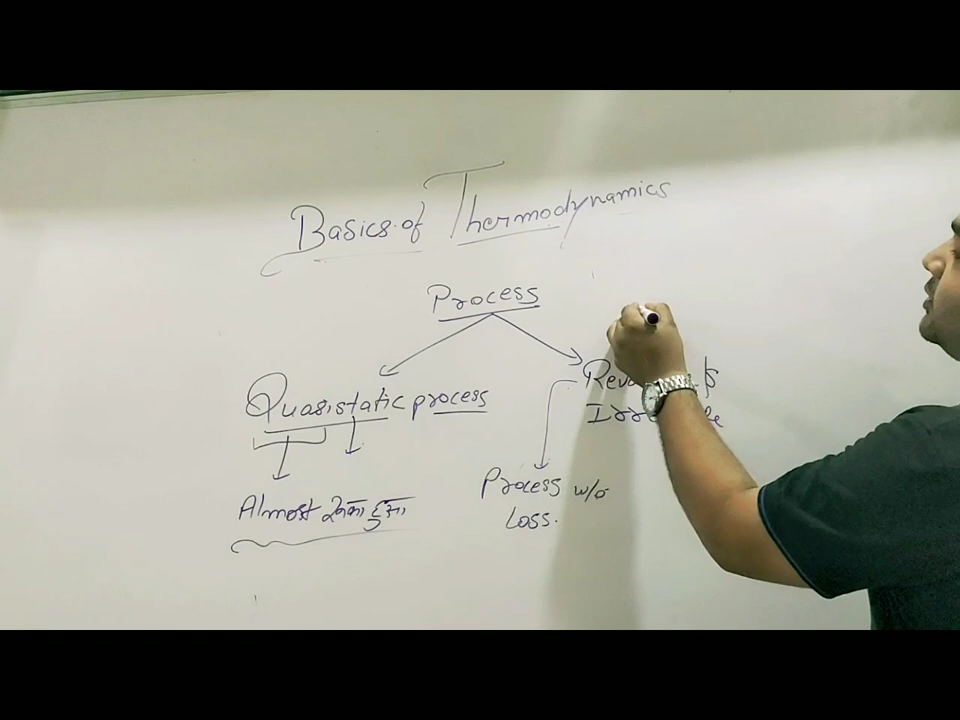 Basics of Thermodynamics
Process
Quasistatic process
Almost रुका हुआ
Process w/o
Loss.